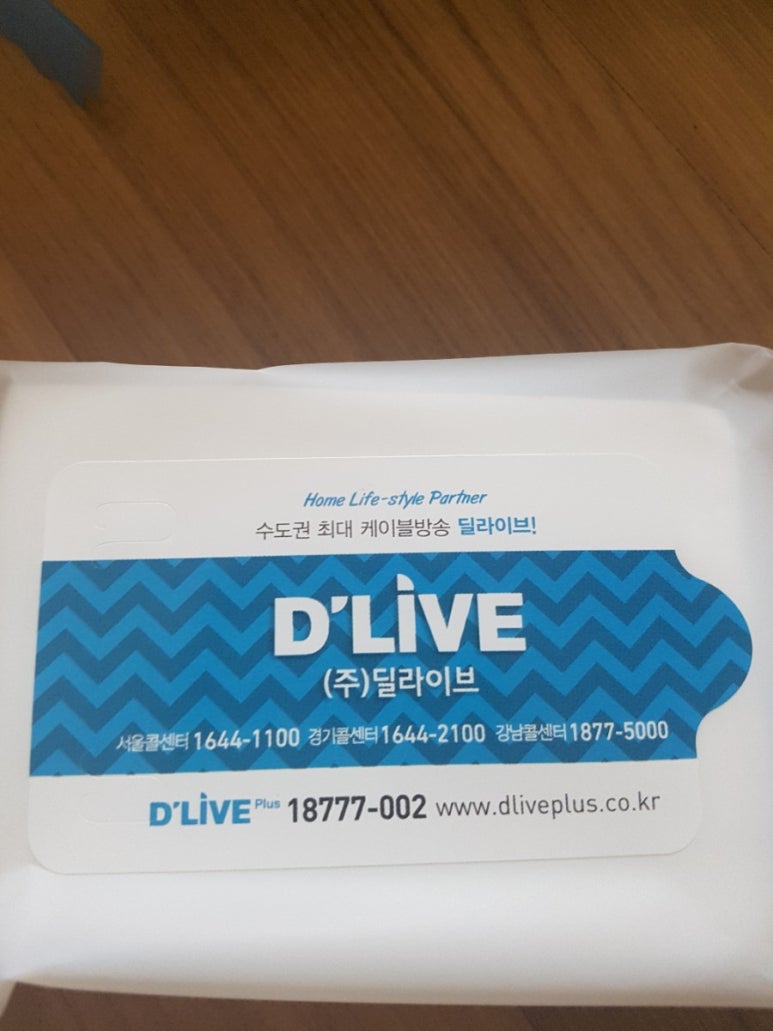 Home Life-style Partner
수도권 최대 케이블방송 딜라이브!
D'LIVE
(주)딜라이브
서울콜센터 1644-1100 경기콜센터 1644-2100 강남콜센터 1877-5000
D'LIVE Plus 18777-002 www.dliveplus.co.kr